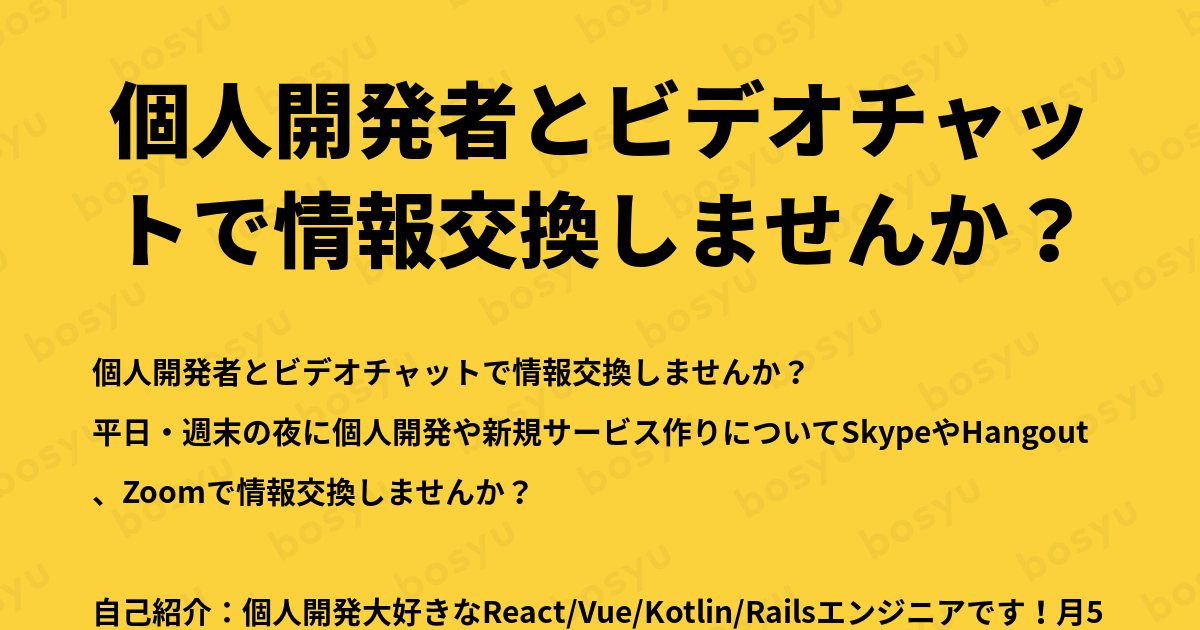 個人開発者とビデオチャッ
トで情報交換しませんか？
個人開発者とビデオチャットで情報交換しませんか？
平日・週末の夜に個人開発や新規サービス作りについてSkypeやHangout
、Zoomで情報交換しませんか？
自己紹介：個人開発大好きなReact/Vue/Kotlin/Railsエンジニアです！月5
bosyu